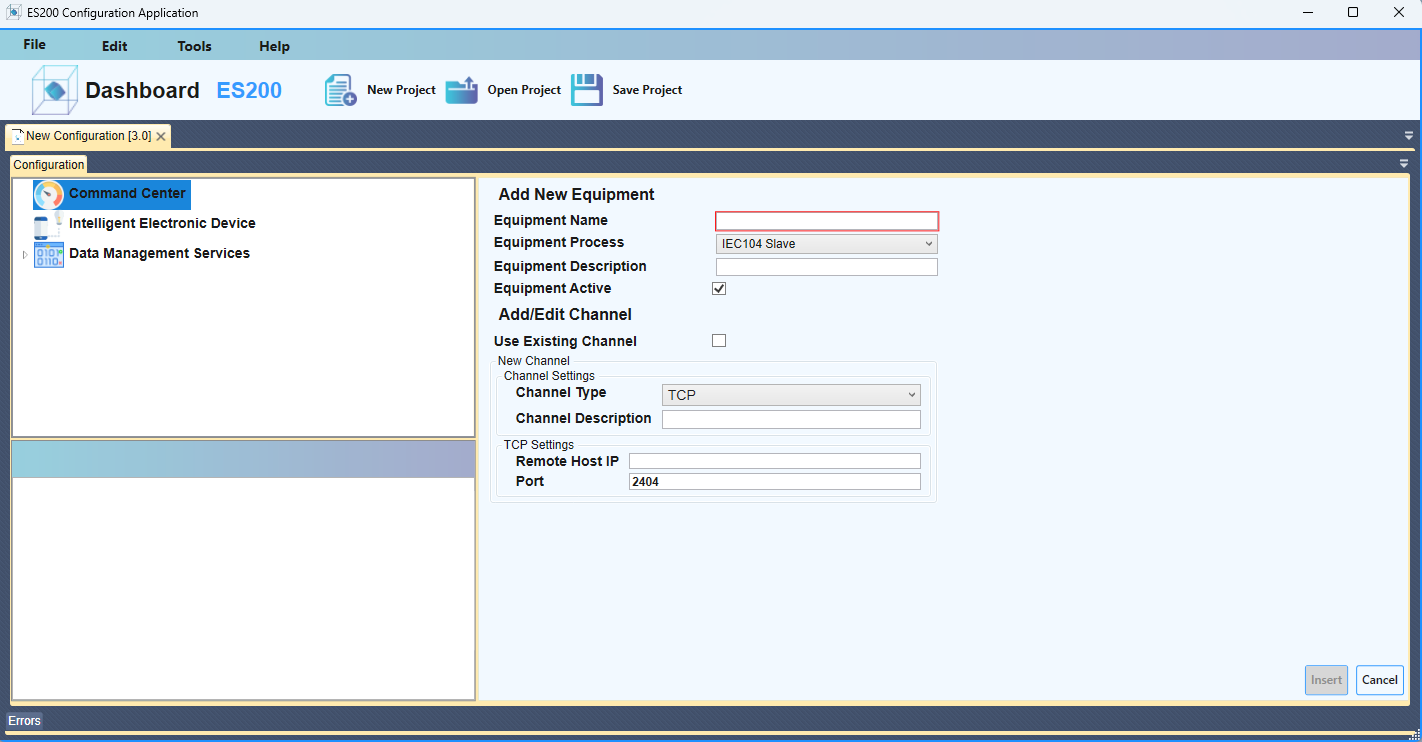 ES200 Configuration Application
File Edit Tools Help
Dashboard ES200 New Project Open Project Save Project
New Configuration [3.0]
Configuration
Command Center
Intelligent Electronic Device
Data Management Services
Add New Equipment
Equipment Name
Equipment Process IEC104 Slave
Equipment Description
Equipment Active
Add/Edit Channel
Use Existing Channel
New Channel
Channel Settings
Channel Type TCP
Channel Description
TCP Settings
Remote Host IP
Port 2404
Insert Cancel
Errors